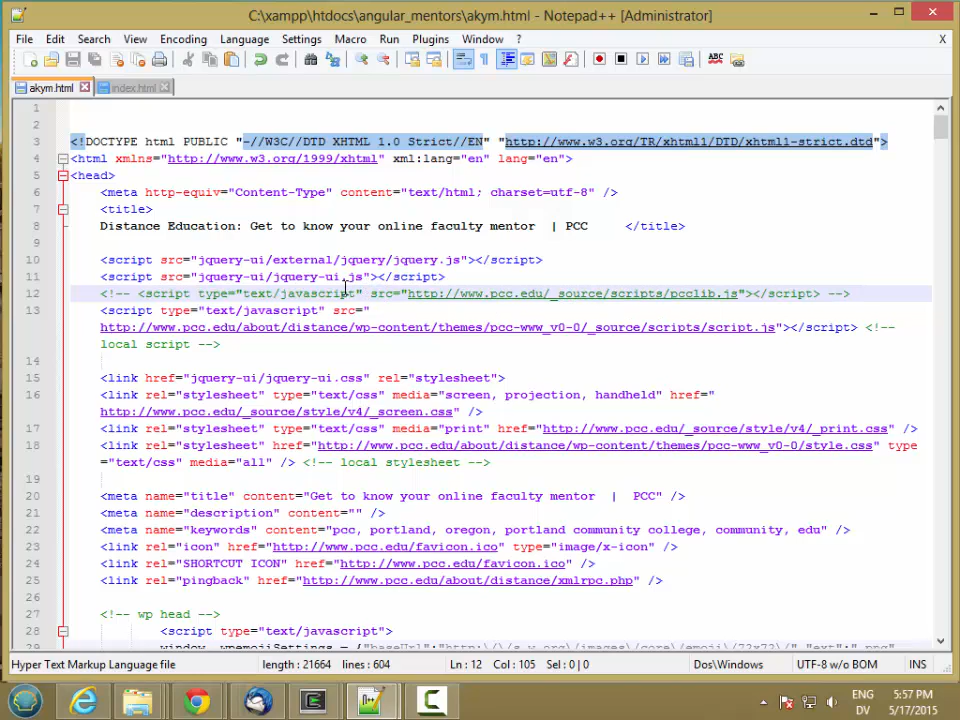 C:\xampp\htdocs\angular_mentors\akym.html - Notepad++ [Administrator]
File Edit Search View Encoding Language Settings Macro Run Plugins Window ? X
akym.html index.html
1
2
3 <!DOCTYPE html PUBLIC "-//W3C//DTD XHTML 1.0 Strict//EN" "http://www.w3.org/TR/xhtml1/DTD/xhtml1-strict.dtd">
4 <html xmlns="http://www.w3.org/1999/xhtml" xml:lang="en" lang="en">
5 <head>
6 <meta http-equiv="Content-Type" content="text/html; charset=utf-8" />
7 <title>
8 Distance Education: Get to know your online faculty mentor | PCC </title>
9
10 <script src="jquery-ui/external/jquery/jquery.js"></script>
11 <script src="jquery-ui/jquery-ui.js"></script>
12 <!-- <script type="text/javascript" src="http://www.pcc.edu/_source/scripts/pcclib.js"></script> -->
13 <script type="text/javascript" src="
http://www.pcc.edu/about/distance/wp-content/themes/pcc-www_v0-0/_source/scripts/script.js"></script> <!--
local script -->
14
15 <link href="jquery-ui/jquery-ui.css" rel="stylesheet">
16 <link rel="stylesheet" type="text/css" media="screen, projection, handheld" href="
http://www.pcc.edu/_source/style/v4/_screen.css" />
17 <link rel="stylesheet" type="text/css" media="print" href="http://www.pcc.edu/_source/style/v4/_print.css" />
18 <link rel="stylesheet" href="http://www.pcc.edu/about/distance/wp-content/themes/pcc-www_v0-0/style.css" type
="text/css" media="all" /> <!-- local stylesheet -->
19
20 <meta name="title" content="Get to know your online faculty mentor | PCC" />
21 <meta name="description" content="" />
22 <meta name="keywords" content="pcc, portland, oregon, portland community college, community, edu" />
23 <link rel="icon" href="http://www.pcc.edu/favicon.ico" type="image/x-icon" />
24 <link rel="SHORTCUT ICON" href="http://www.pcc.edu/favicon.ico" />
25 <link rel="pingback" href="http://www.pcc.edu/about/distance/xmlrpc.php" />
26
27 <!-- wp head -->
28 <script type="text/javascript">
Hyper Text Markup Language file length : 21664 lines : 604 Ln : 12 Col : 105 Sel : 0 | 0 Dos\Windows UTF-8 w/o BOM INS
ENG 5:57 PM
DV 5/17/2015